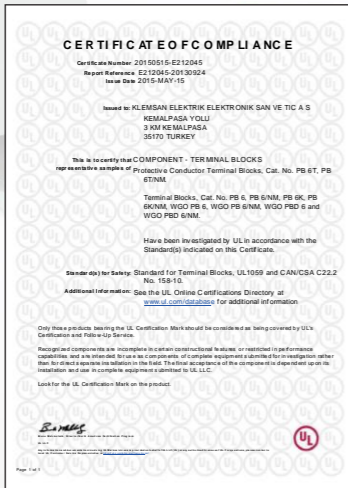 CERTIFICATE OF COMPLIANCE
Certificate Number 20150515-E212045
Report Reference E212045-20130924
Issue Date 2015-MAY-15
Issued to: KLEMSAN ELEKTRIK ELEKTRONIK SAN VE TIC A S
KEMALPASA YOLU
3 KM KEMALPASA
35170 TURKEY
This is to certify that COMPONENT - TERMINAL BLOCKS
representative samples of Protective Conductor Terminal Blocks, Cat. No. PB 6T, PB
6T/NM.
Terminal Blocks, Cat. No. PB 6, PB 6/NM, PB 6K, PB
6K/NM, WGO PB 6, WGO PB 6/NM, WGO PBD 6 and
WGO PBD 6/NM.
Have been investigated by UL in accordance with the
Standard(s) indicated on this Certificate.
Standard(s) for Safety: Standard for Terminal Blocks, UL1059 and CAN/CSA C22.2
No. 158-10.
Additional Information: See the UL Online Certifications Directory at
www.ul.com/database for additional information
Only those products bearing the UL Certification Mark should be considered as being covered by UL's
Certification and Follow-Up Service.
Recognized components are incomplete in certain constructional features or restricted in performance
capabilities and are intended for use as components of complete equipment submitted for investigation rather
than for direct separate installation in the field. The final acceptance of the component is dependent upon its
installation and use in complete equipment submitted to UL LLC.
Look for the UL Certification Mark on the product.
UL
Page 1 of 1